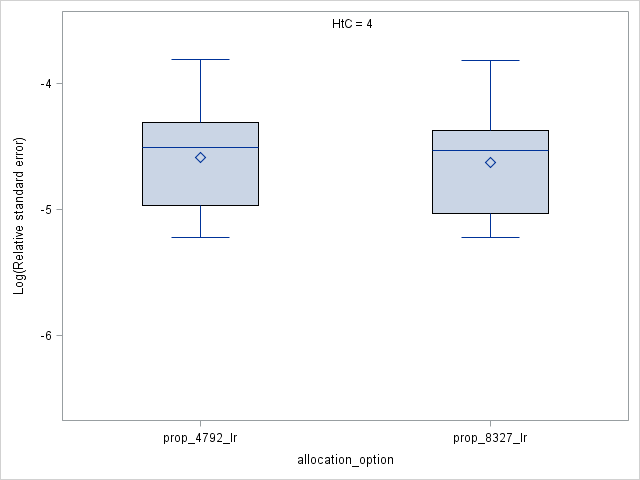 HtC = 4
Log(Relative standard error)
-4
-5
-6
prop_4792_lr
prop_8327_lr
allocation_option